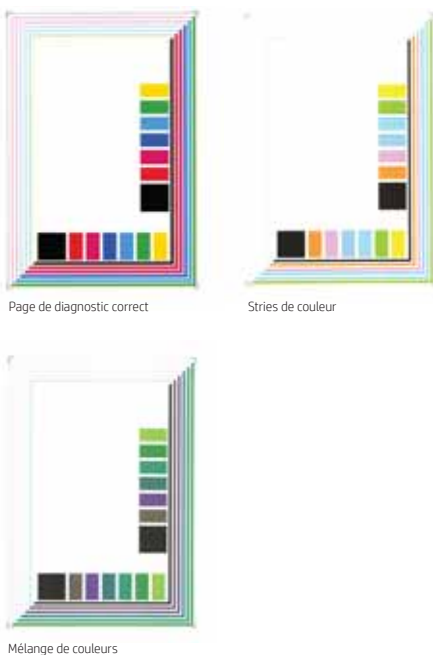 Page de diagnostic correct
Stries de couleur
Mélange de couleurs